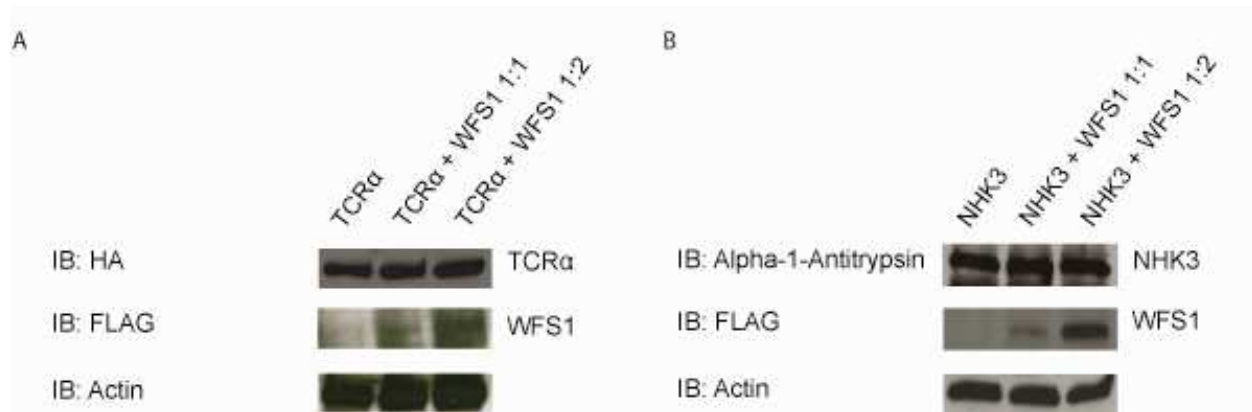 A
TCRα
TCRα + WFS1 1:1
TCRα + WFS1 1:2
IB: HA
TCRα
IB: FLAG
WFS1
IB: Actin
B
NHK3
NHK3 + WFS1 1:1
NHK3 + WFS1 1:2
IB: Alpha-1-Antitrypsin
NHK3
IB: FLAG
WFS1
IB: Actin